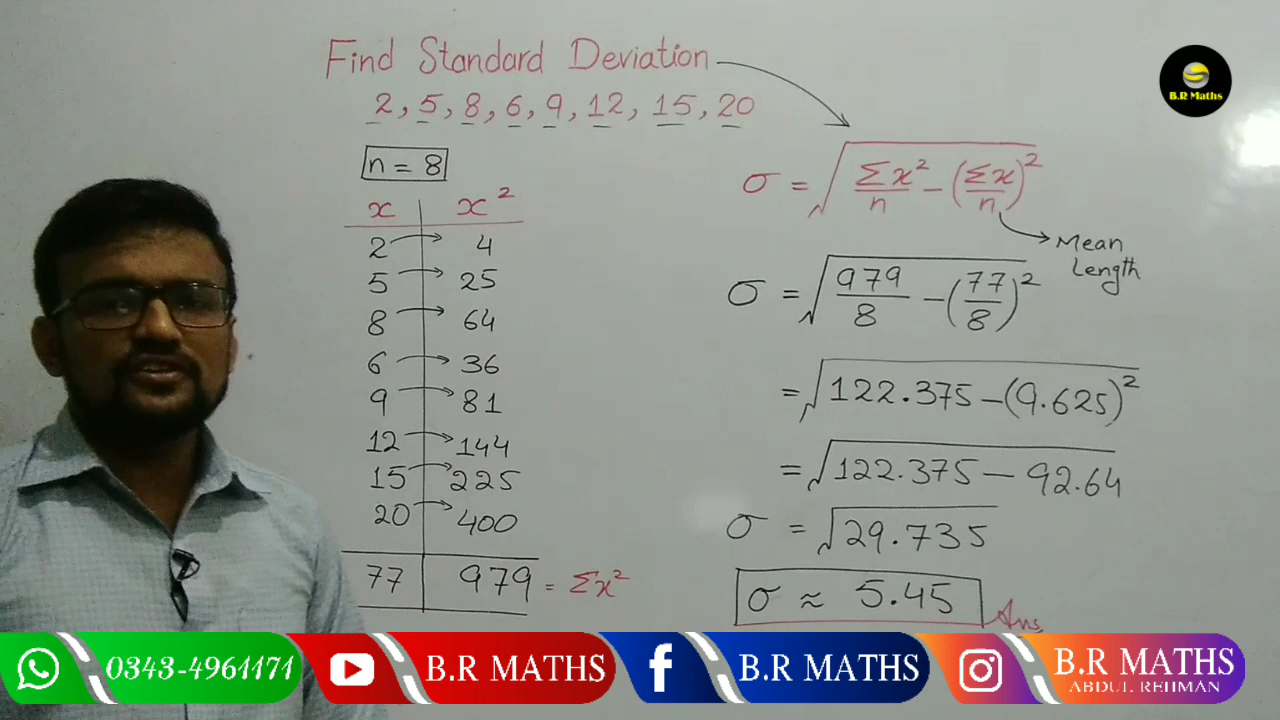 Find Standard Deviation
2, 5, 8, 6, 9, 12, 15, 20
B.R Maths
n = 8
x | x²
2 → 4
5 → 25
8 → 64
6 → 36
9 → 81
12 → 144
15 → 225
20 → 400
77 | 979 = Σx²
σ = √(Σx²/n − (Σx/n)²)
Mean
Length
σ = √(979/8 − (77/8)²)
= √(122.375 − (9.625)²)
= √(122.375 − 92.64)
σ = √29.735
σ ≈ 5.45 Ans
0343-4961171
B.R MATHS
B.R MATHS
B.R MATHS
ABDUL REHMAN